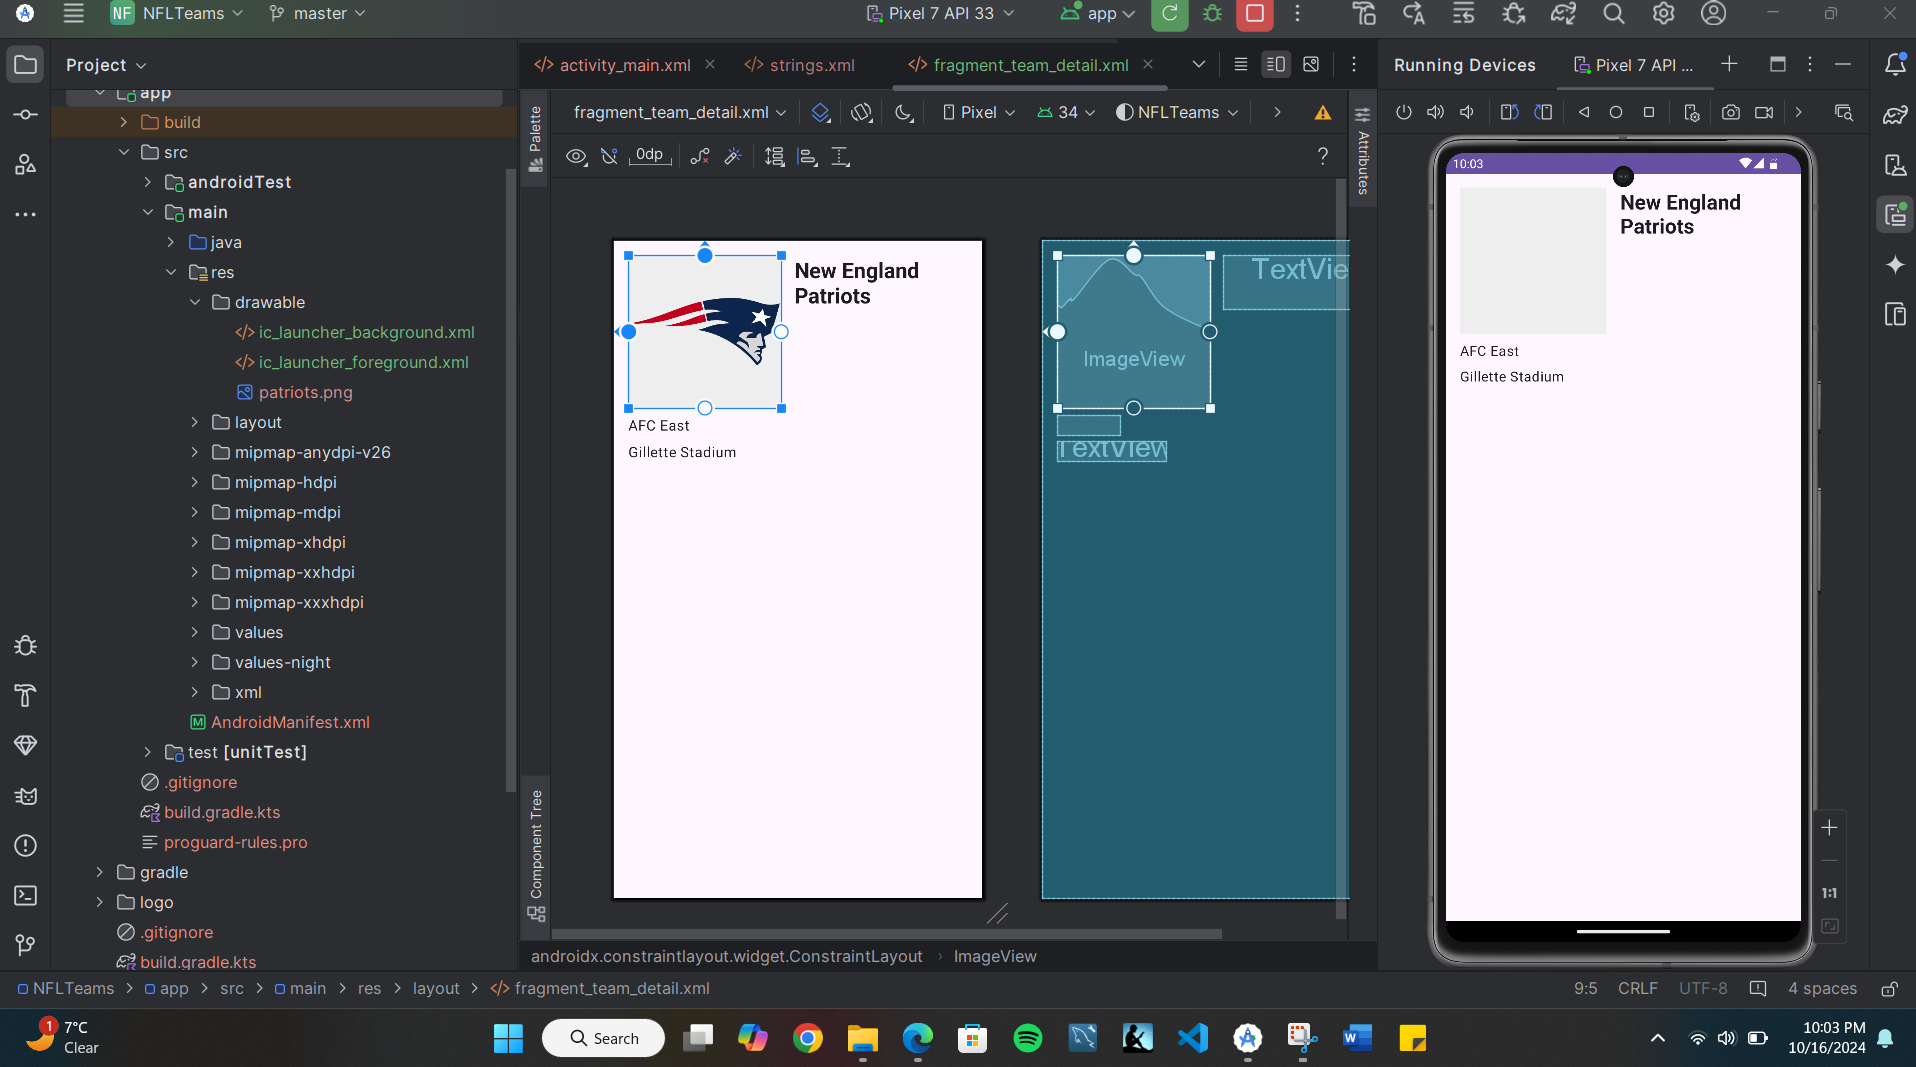 NF NFLTeams master Pixel 7 API 33 app
Project
activity_main.xml strings.xml fragment_team_detail.xml
Running Devices Pixel 7 API ...
app
build
src
androidTest
main
java
res
drawable
ic_launcher_background.xml
ic_launcher_foreground.xml
patriots.png
layout
mipmap-anydpi-v26
mipmap-hdpi
mipmap-mdpi
mipmap-xhdpi
mipmap-xxhdpi
mipmap-xxxhdpi
values
values-night
xml
AndroidManifest.xml
test [unitTest]
.gitignore
build.gradle.kts
proguard-rules.pro
gradle
logo
.gitignore
build.gradle.kts
Palette
Component Tree
fragment_team_detail.xml Pixel 34 NFLTeams
0dp ?
Attributes
New England
Patriots
AFC East
Gillette Stadium
TextVie
ImageView
TextView
androidx.constraintlayout.widget.ConstraintLayout › ImageView
10:03
New England
Patriots
AFC East
Gillette Stadium
1:1
NFLTeams > app > src > main > res > layout > fragment_team_detail.xml
9:5 CRLF UTF-8 4 spaces
1
7°C
Clear
Search
W
10:03 PM
10/16/2024